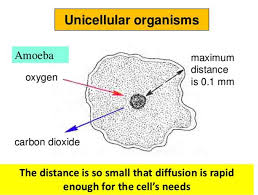 Unicellular organisms
Amoeba
oxygen
maximum
distance
is 0.1 mm
carbon dioxide
The distance is so small that diffusion is rapid
enough for the cell's needs